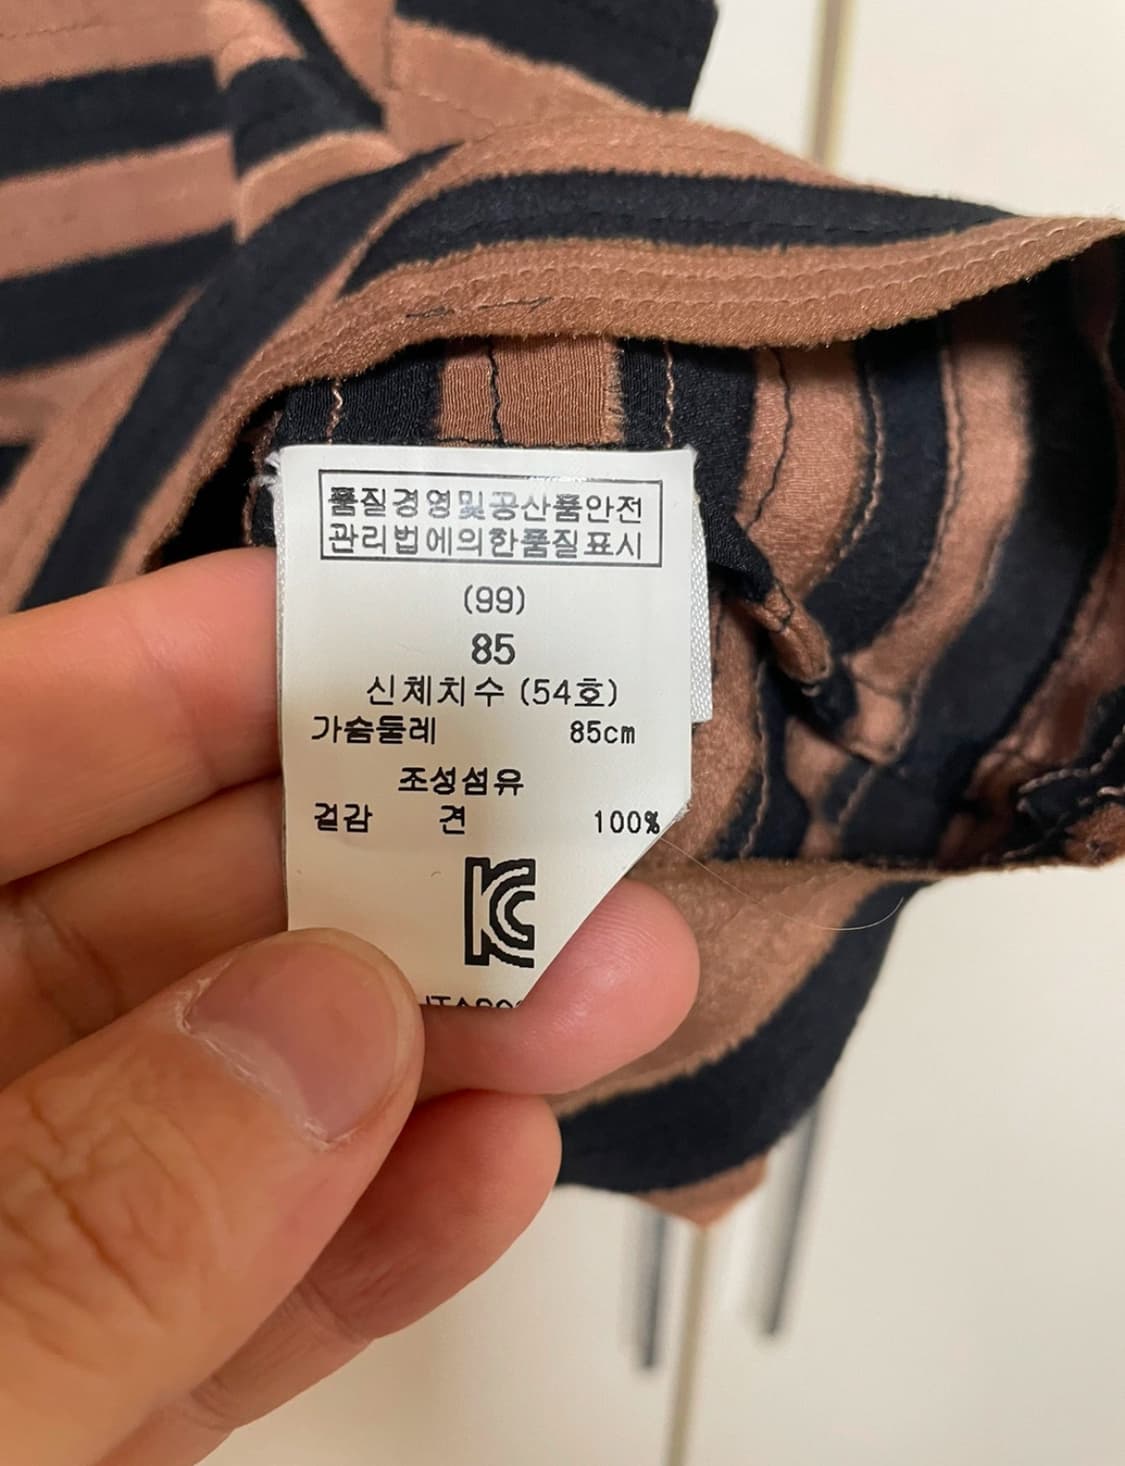 품질경영및공산품안전
관리법에의한품질표시
(99)
85
신체치수 (54호)
가슴둘레 85cm
조성섬유
겉감 견 100%
KC